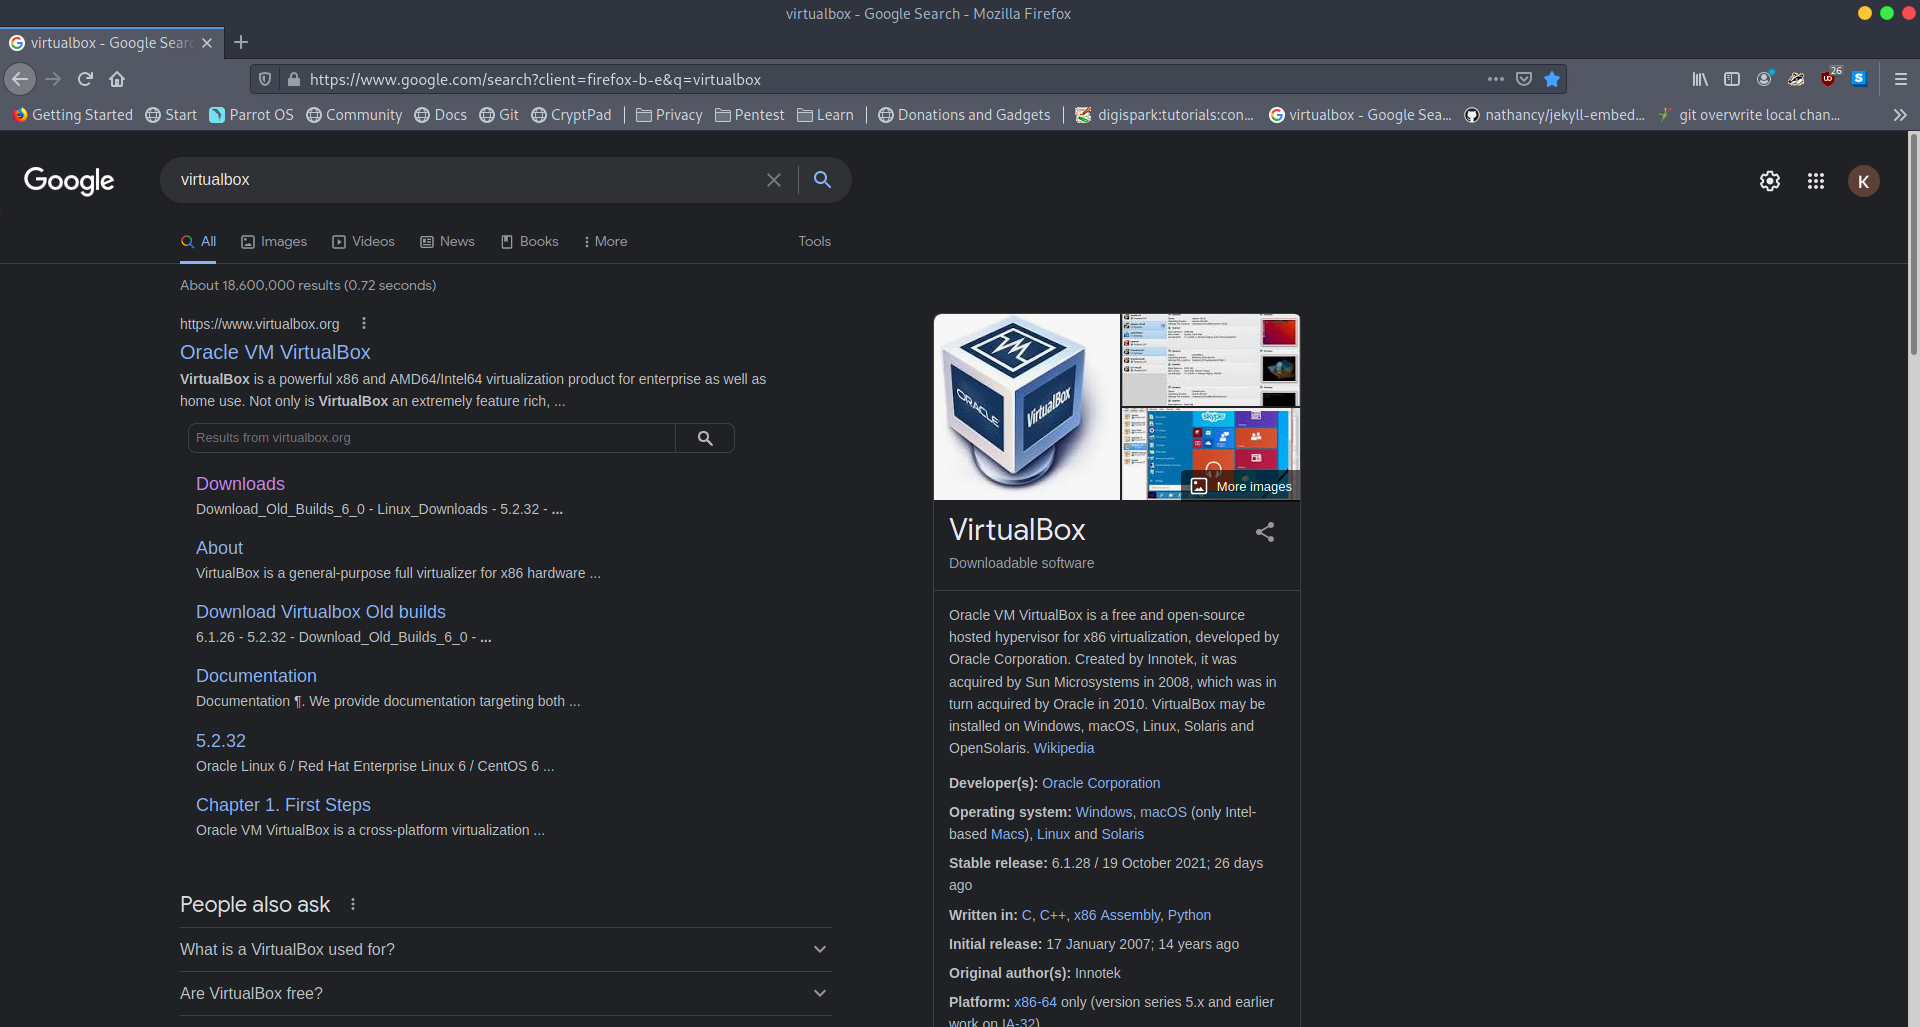 virtualbox - Google Search - Mozilla Firefox
virtualbox - Google Searc
https://www.google.com/search?client=firefox-b-e&q=virtualbox
26
Getting Started Start Parrot OS Community Docs Git CryptPad Privacy Pentest Learn Donations and Gadgets digispark:tutorials:con... virtualbox - Google Sea... nathancy/jekyll-embed... git overwrite local chan...
Google
virtualbox
K
All Images Videos News Books More Tools
About 18,600,000 results (0.72 seconds)
https://www.virtualbox.org
Oracle VM VirtualBox
VirtualBox is a powerful x86 and AMD64/Intel64 virtualization product for enterprise as well as
home use. Not only is VirtualBox an extremely feature rich, ...
Results from virtualbox.org
Downloads
Download_Old_Builds_6_0 - Linux_Downloads - 5.2.32 - ...
About
VirtualBox is a general-purpose full virtualizer for x86 hardware ...
Download Virtualbox Old builds
6.1.26 - 5.2.32 - Download_Old_Builds_6_0 - ...
Documentation
Documentation ¶. We provide documentation targeting both ...
5.2.32
Oracle Linux 6 / Red Hat Enterprise Linux 6 / CentOS 6 ...
Chapter 1. First Steps
Oracle VM VirtualBox is a cross-platform virtualization ...
People also ask
What is a VirtualBox used for?
Are VirtualBox free?
ORACLE
VirtualBox
skype
More images
VirtualBox
Downloadable software
Oracle VM VirtualBox is a free and open-source
hosted hypervisor for x86 virtualization, developed by
Oracle Corporation. Created by Innotek, it was
acquired by Sun Microsystems in 2008, which was in
turn acquired by Oracle in 2010. VirtualBox may be
installed on Windows, macOS, Linux, Solaris and
OpenSolaris. Wikipedia
Developer(s): Oracle Corporation
Operating system: Windows, macOS (only Intel-
based Macs), Linux and Solaris
Stable release: 6.1.28 / 19 October 2021; 26 days
ago
Written in: C, C++, x86 Assembly, Python
Initial release: 17 January 2007; 14 years ago
Original author(s): Innotek
Platform: x86-64 only (version series 5.x and earlier
work on IA-32)